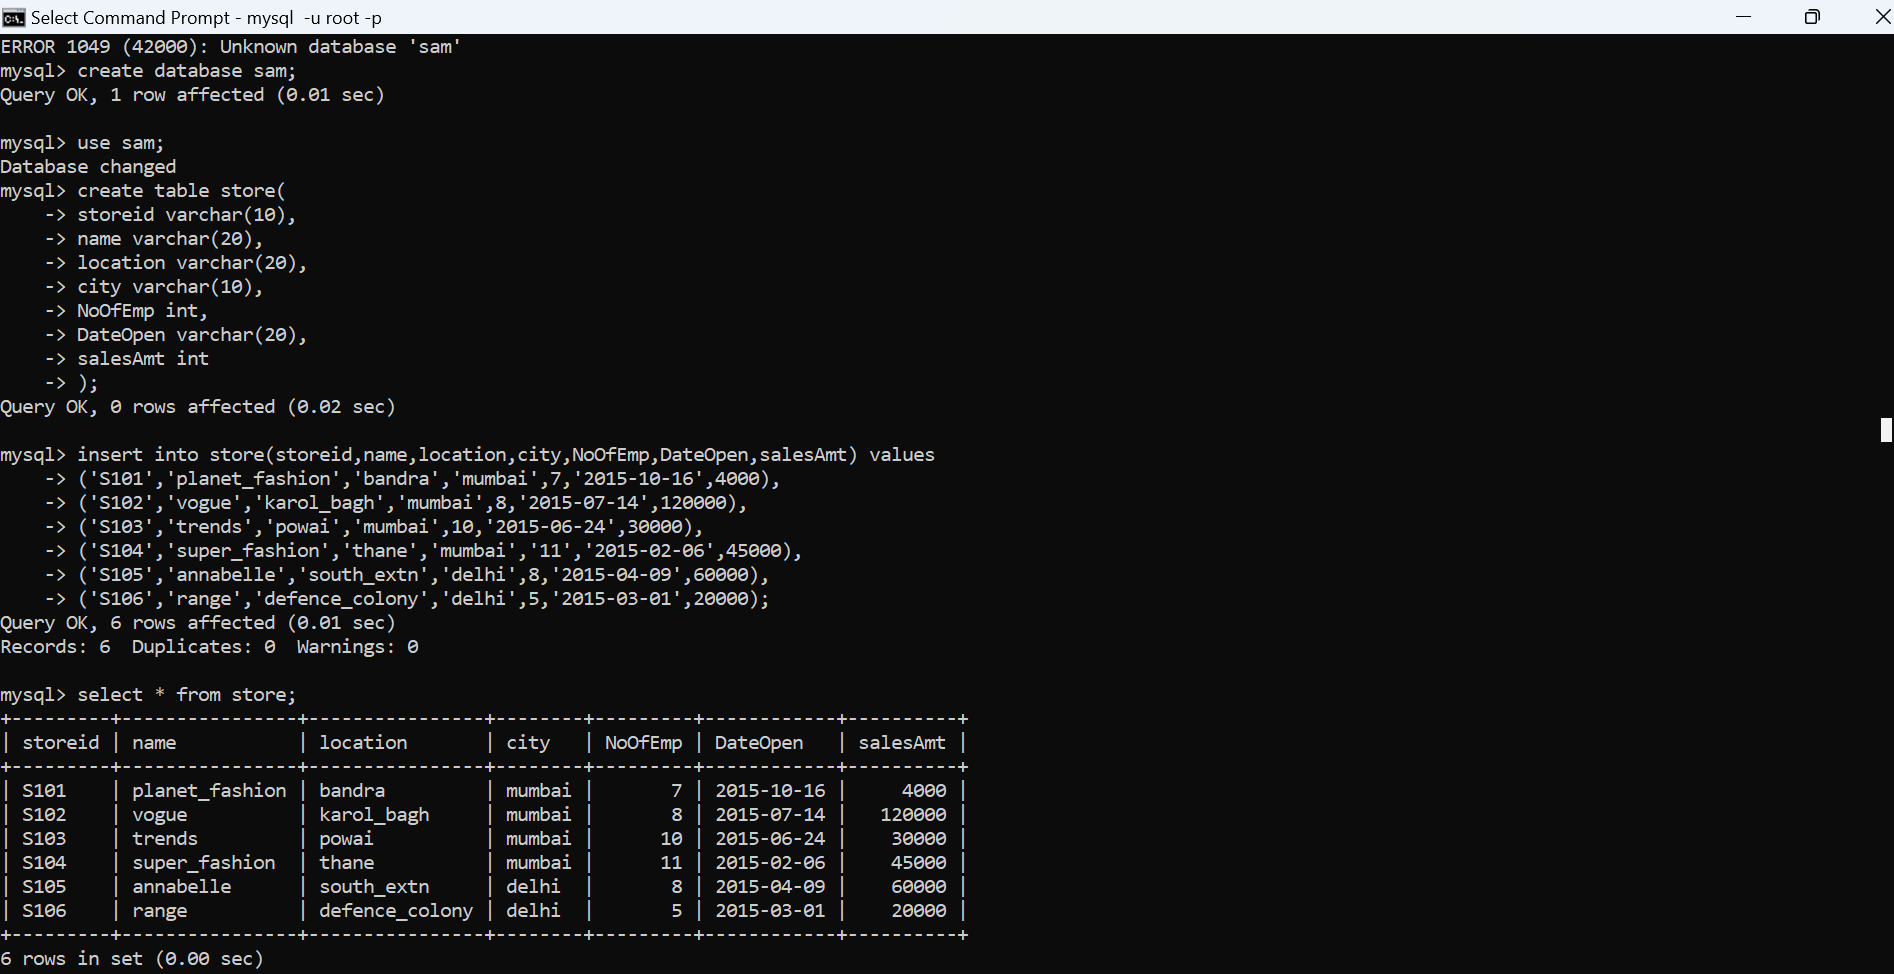 Select Command Prompt - mysql  -u root -p
ERROR 1049 (42000): Unknown database 'sam'
mysql> create database sam;
Query OK, 1 row affected (0.01 sec)

mysql> use sam;
Database changed
mysql> create table store(
    -> storeid varchar(10),
    -> name varchar(20),
    -> location varchar(20),
    -> city varchar(10),
    -> NoOfEmp int,
    -> DateOpen varchar(20),
    -> salesAmt int
    -> );
Query OK, 0 rows affected (0.02 sec)

mysql> insert into store(storeid,name,location,city,NoOfEmp,DateOpen,salesAmt) values
    -> ('S101','planet_fashion','bandra','mumbai',7,'2015-10-16',4000),
    -> ('S102','vogue','karol_bagh','mumbai',8,'2015-07-14',120000),
    -> ('S103','trends','powai','mumbai',10,'2015-06-24',30000),
    -> ('S104','super_fashion','thane','mumbai','11','2015-02-06',45000),
    -> ('S105','annabelle','south_extn','delhi',8,'2015-04-09',60000),
    -> ('S106','range','defence_colony','delhi',5,'2015-03-01',20000);
Query OK, 6 rows affected (0.01 sec)
Records: 6  Duplicates: 0  Warnings: 0

mysql> select * from store;
+---------+----------------+----------------+--------+---------+------------+----------+
| storeid | name           | location       | city   | NoOfEmp | DateOpen   | salesAmt |
+---------+----------------+----------------+--------+---------+------------+----------+
| S101    | planet_fashion | bandra         | mumbai |       7 | 2015-10-16 |     4000 |
| S102    | vogue          | karol_bagh     | mumbai |       8 | 2015-07-14 |   120000 |
| S103    | trends         | powai          | mumbai |      10 | 2015-06-24 |    30000 |
| S104    | super_fashion  | thane          | mumbai |      11 | 2015-02-06 |    45000 |
| S105    | annabelle      | south_extn     | delhi  |       8 | 2015-04-09 |    60000 |
| S106    | range          | defence_colony | delhi  |       5 | 2015-03-01 |    20000 |
+---------+----------------+----------------+--------+---------+------------+----------+
6 rows in set (0.00 sec)